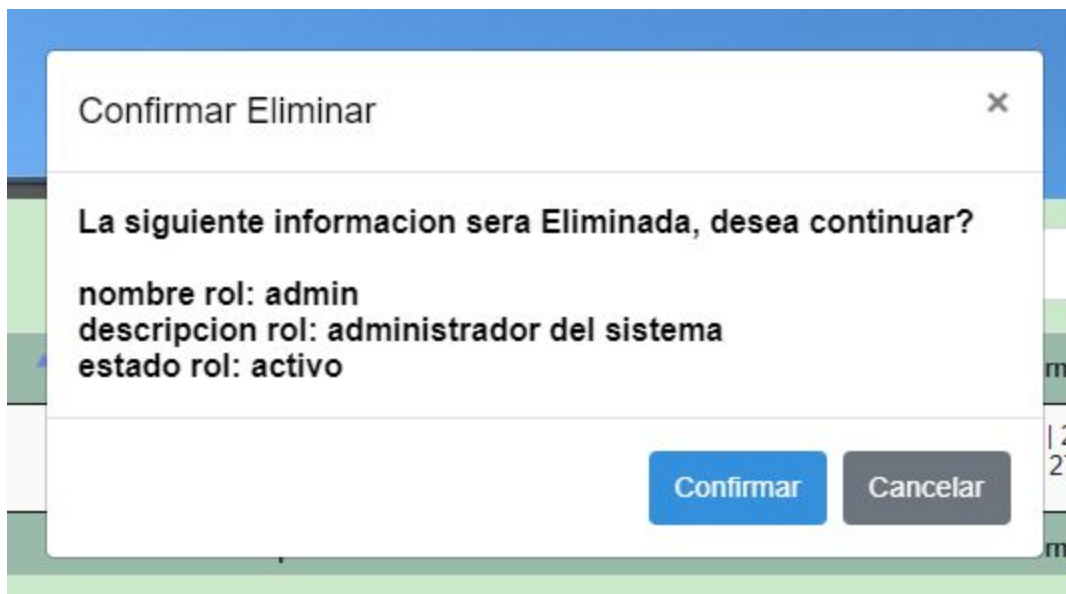 Confirmar Eliminar ×
La siguiente informacion sera Eliminada, desea continuar?
nombre rol: admin
descripcion rol: administrador del sistema
estado rol: activo
Confirmar Cancelar